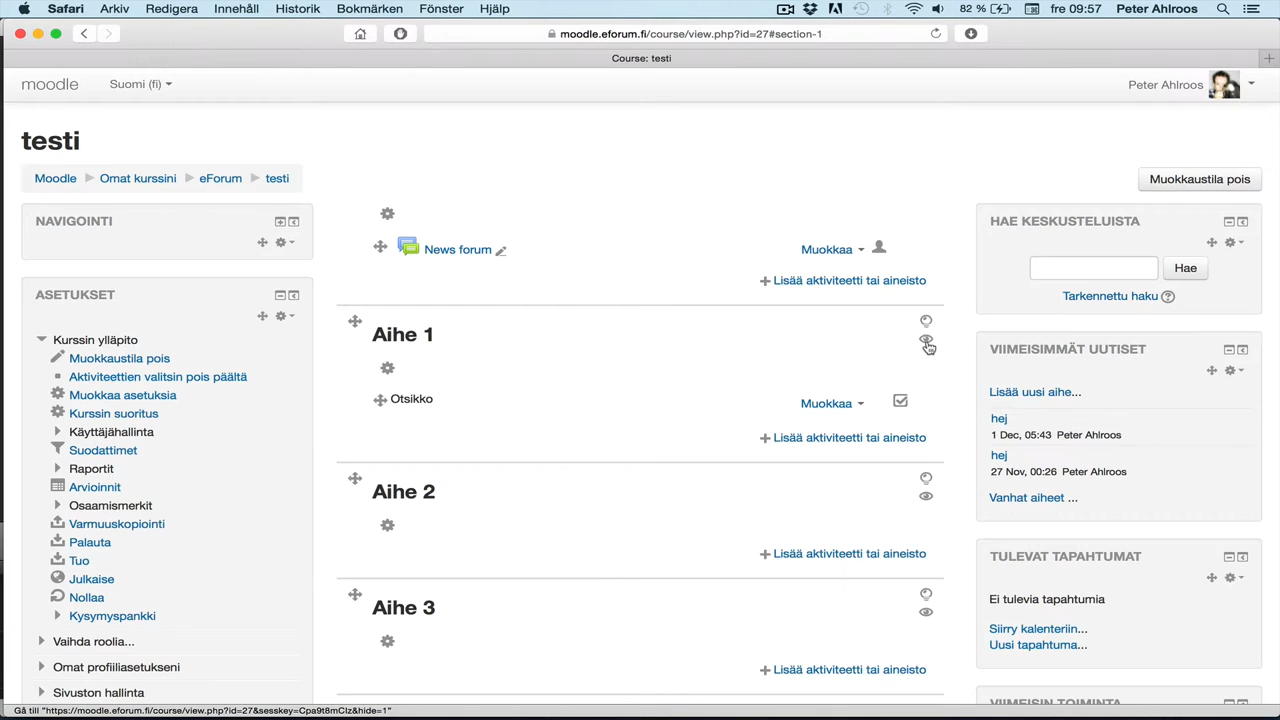 Safari Arkiv Redigera Innehåll Historik Bokmärken Fönster Hjälp 82 % fre 09:57 Peter Ahlroos
moodle.eforum.fi/course/view.php?id=27#section-1
Course: testi
moodle Suomi (fi) Peter Ahlroos
testi
Moodle Omat kurssini eForum testi
Muokkaustila pois
NAVIGOINTI
ASETUKSET
Kurssin ylläpito
Muokkaustila pois
Aktiviteettien valitsin pois päältä
Muokkaa asetuksia
Kurssin suoritus
Käyttäjähallinta
Suodattimet
Raportit
Arvioinnit
Osaamismerkit
Varmuuskopiointi
Palauta
Tuo
Julkaise
Nollaa
Kysymyspankki
Vaihda roolia...
Omat profiiliasetukseni
Sivuston hallinta
News forum Muokkaa
Lisää aktiviteetti tai aineisto
Aihe 1
Otsikko Muokkaa
Lisää aktiviteetti tai aineisto
Aihe 2
Lisää aktiviteetti tai aineisto
Aihe 3
Lisää aktiviteetti tai aineisto
HAE KESKUSTELUISTA
Hae
Tarkennettu haku
VIIMEISIMMÄT UUTISET
Lisää uusi aihe...
hej
1 Dec, 05:43 Peter Ahlroos
hej
27 Nov, 00:26 Peter Ahlroos
Vanhat aiheet ...
TULEVAT TAPAHTUMAT
Ei tulevia tapahtumia
Siirry kalenteriin...
Uusi tapahtuma...
VIIMEISIN TOIMINTA
Gå till "https://moodle.eforum.fi/course/view.php?id=27&sesskey=Cpa9t8mCIz&hide=1"